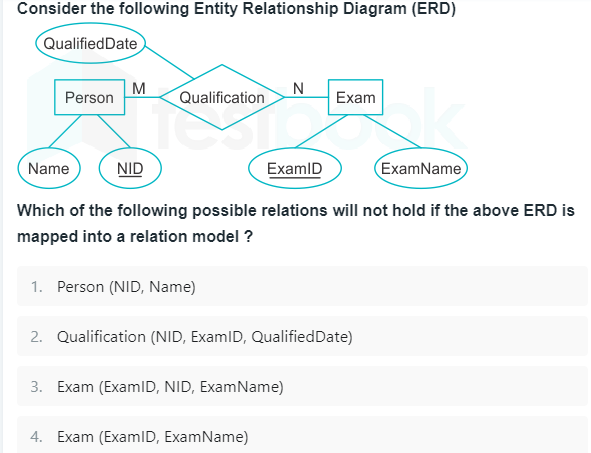 Consider the following Entity Relationship Diagram (ERD)
QualifiedDate
Person M Qualification N Exam
Name NID ExamID ExamName
Which of the following possible relations will not hold if the above ERD is
mapped into a relation model ?
1. Person (NID, Name)
2. Qualification (NID, ExamID, QualifiedDate)
3. Exam (ExamID, NID, ExamName)
4. Exam (ExamID, ExamName)